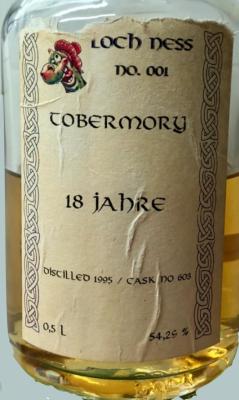 LOCH NESS
NO. 001
TOBERMORY
18 JAHRE
DISTILLED 1995 / CASK NO 603
0,5 L
54,29 %